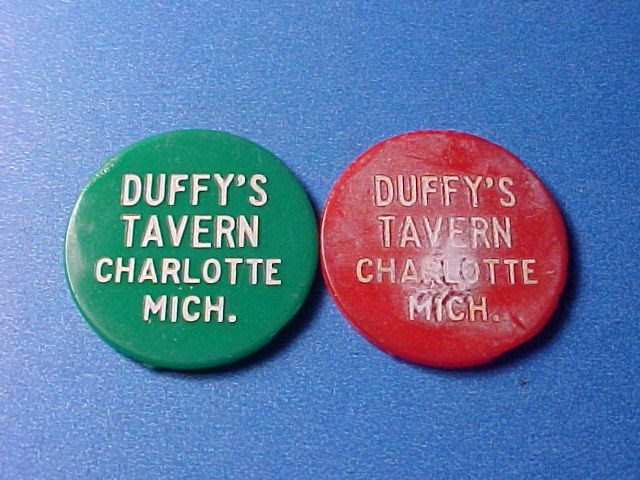 DUFFY'S
TAVERN
CHARLOTTE
MICH.
DUFFY'S
TAVERN
CHARLOTTE
MICH.